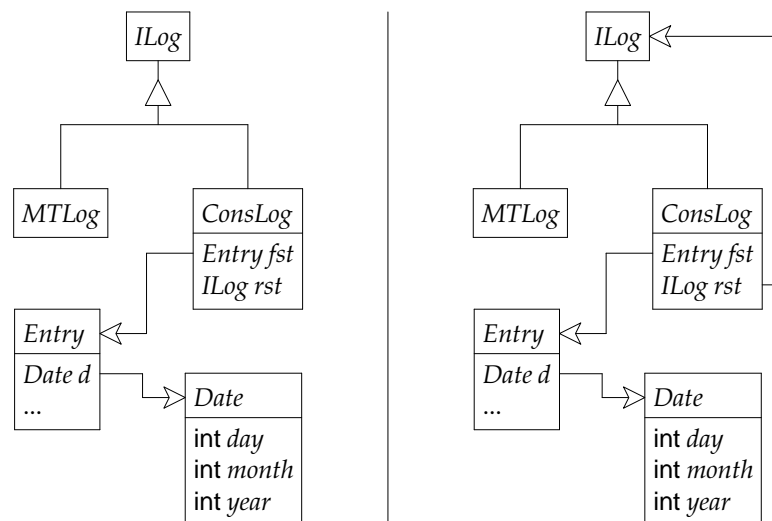 ILog
MTLog
ConsLog
Entry fst
ILog rst
Entry
Date d
...
Date
int day
int month
int year
ILog
MTLog
ConsLog
Entry fst
ILog rst
Entry
Date d
...
Date
int day
int month
int year